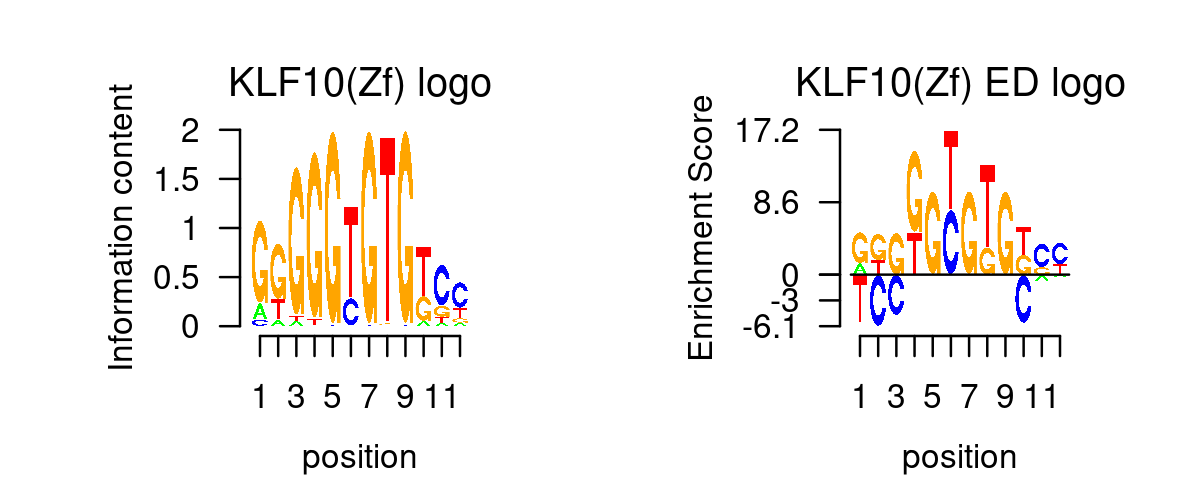 KLF10(Zf) logo
Information content
2
1.5
1
0.5
0
1 3 5 7 9 11
position
KLF10(Zf) ED logo
Enrichment Score
17.2
8.6
0
-3
-6.1
1 3 5 7 9 11
position